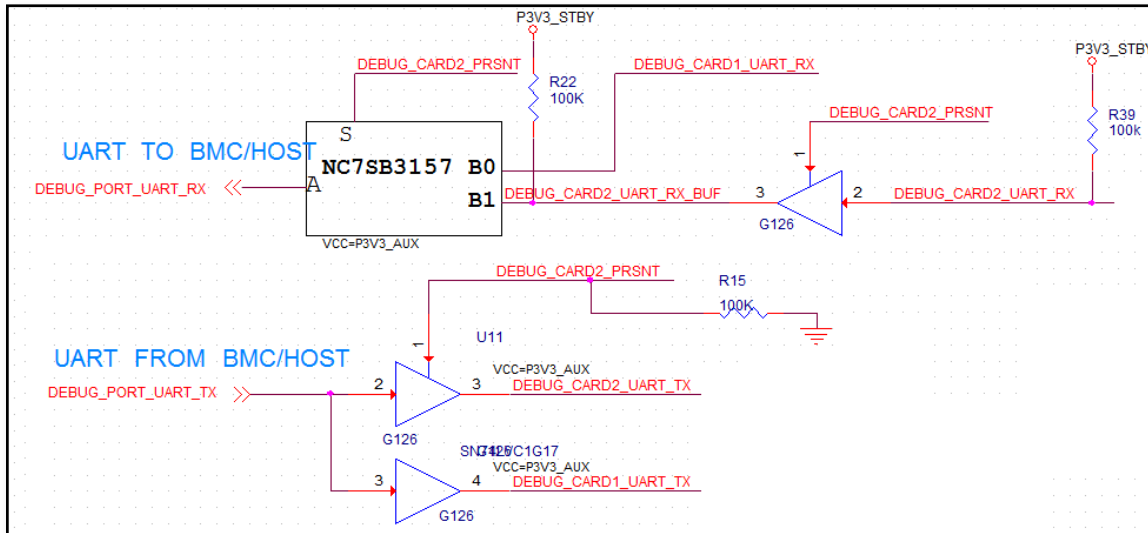 P3V3_STBY
P3V3_STBY
DEBUG_CARD2_PRSNT
DEBUG_CARD1_UART_RX
R22
100K
R39
100k
DEBUG_CARD2_PRSNT
S
1
UART TO BMC/HOST
NC7SB3157
B0
DEBUG_PORT_UART_RX
A
B1
DEBUG_CARD2_UART_RX_BUF
3
2
DEBUG_CARD2_UART_RX
G126
VCC=P3V3_AUX
DEBUG_CARD2_PRSNT
R15
100K
1
U11
UART FROM BMC/HOST
VCC=P3V3_AUX
DEBUG_PORT_UART_TX
2
3
DEBUG_CARD2_UART_TX
G126
VCC=P3V3_AUX
3
4
DEBUG_CARD1_UART_TX
G126